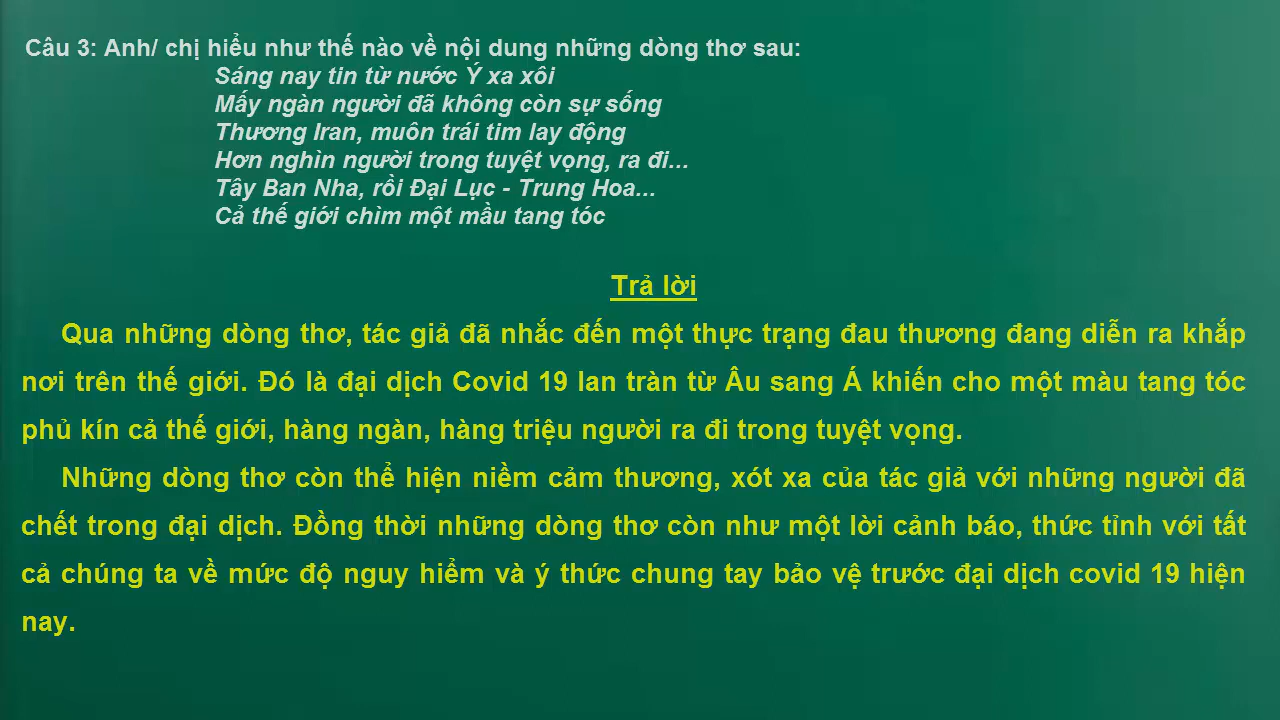 Câu 3: Anh/ chị hiểu như thế nào về nội dung những dòng thơ sau:
Sáng nay tin từ nước Ý xa xôi
Mấy ngàn người đã không còn sự sống
Thương Iran, muôn trái tim lay động
Hơn nghìn người trong tuyệt vọng, ra đi...
Tây Ban Nha, rồi Đại Lục - Trung Hoa...
Cả thế giới chìm một mầu tang tóc
Trả lời
Qua những dòng thơ, tác giả đã nhắc đến một thực trạng đau thương đang diễn ra khắp
nơi trên thế giới. Đó là đại dịch Covid 19 lan tràn từ Âu sang Á khiến cho một màu tang tóc
phủ kín cả thế giới, hàng ngàn, hàng triệu người ra đi trong tuyệt vọng.
Những dòng thơ còn thể hiện niềm cảm thương, xót xa của tác giả với những người đã
chết trong đại dịch. Đồng thời những dòng thơ còn như một lời cảnh báo, thức tỉnh với tất
cả chúng ta về mức độ nguy hiểm và ý thức chung tay bảo vệ trước đại dịch covid 19 hiện
nay.